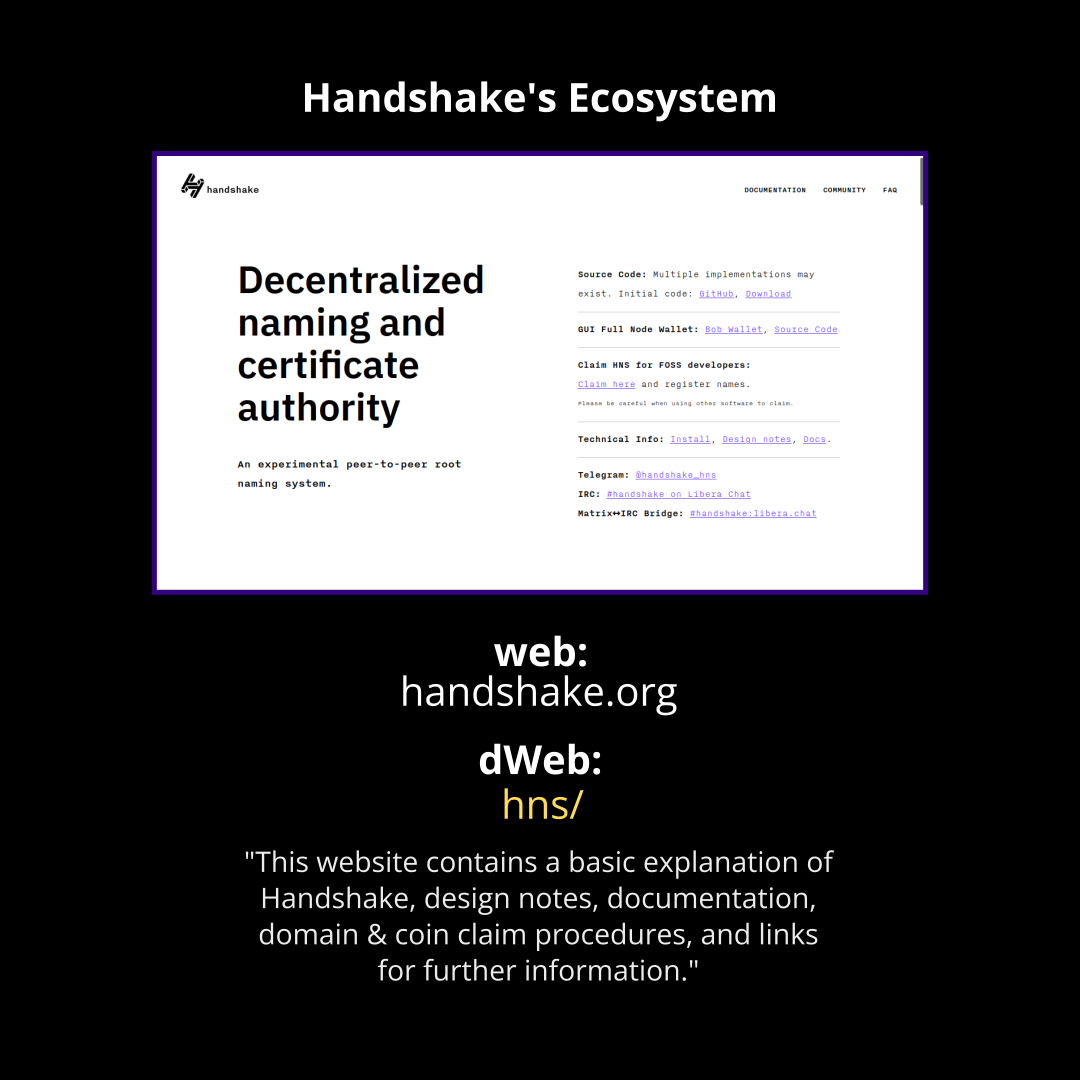 Handshake's Ecosystem
handshake
DOCUMENTATION COMMUNITY FAQ
Decentralized
naming and
certificate
authority
An experimental peer-to-peer root
naming system.
Source Code: Multiple implementations may
exist. Initial code: GitHub, Download
GUI Full Node Wallet: Bob Wallet, Source Code
Claim HNS for FOSS developers:
Claim here and register names.
Please be careful when using other software to claim.
Technical Info: Install, Design notes, Docs.
Telegram: @handshake_hns
IRC: #handshake on Libera Chat
Matrix↔IRC Bridge: #handshake:libera.chat
web:
handshake.org
dWeb:
hns/
"This website contains a basic explanation of
Handshake, design notes, documentation,
domain & coin claim procedures, and links
for further information."